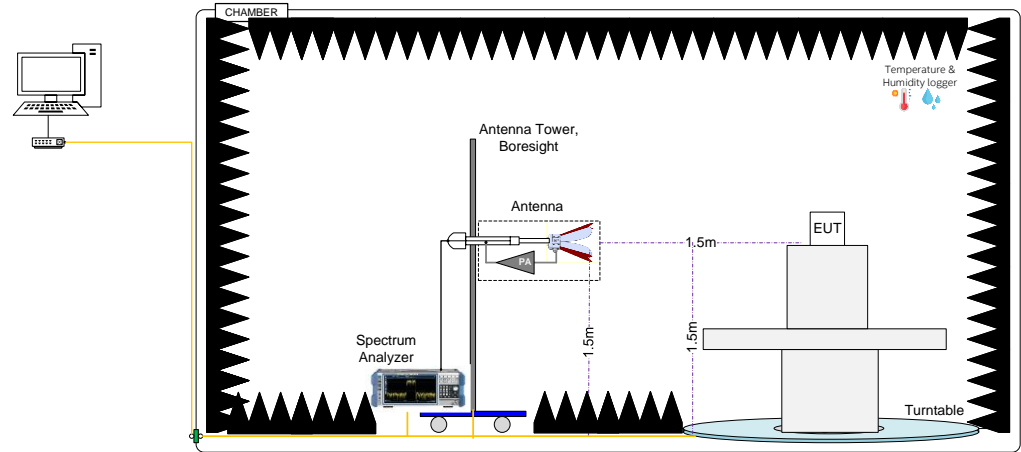 CHAMBER
Temperature &
Humidity logger
Antenna Tower,
Boresight
Antenna
PA
1.5m
EUT
1.5m
1.5m
Spectrum
Analyzer
Turntable